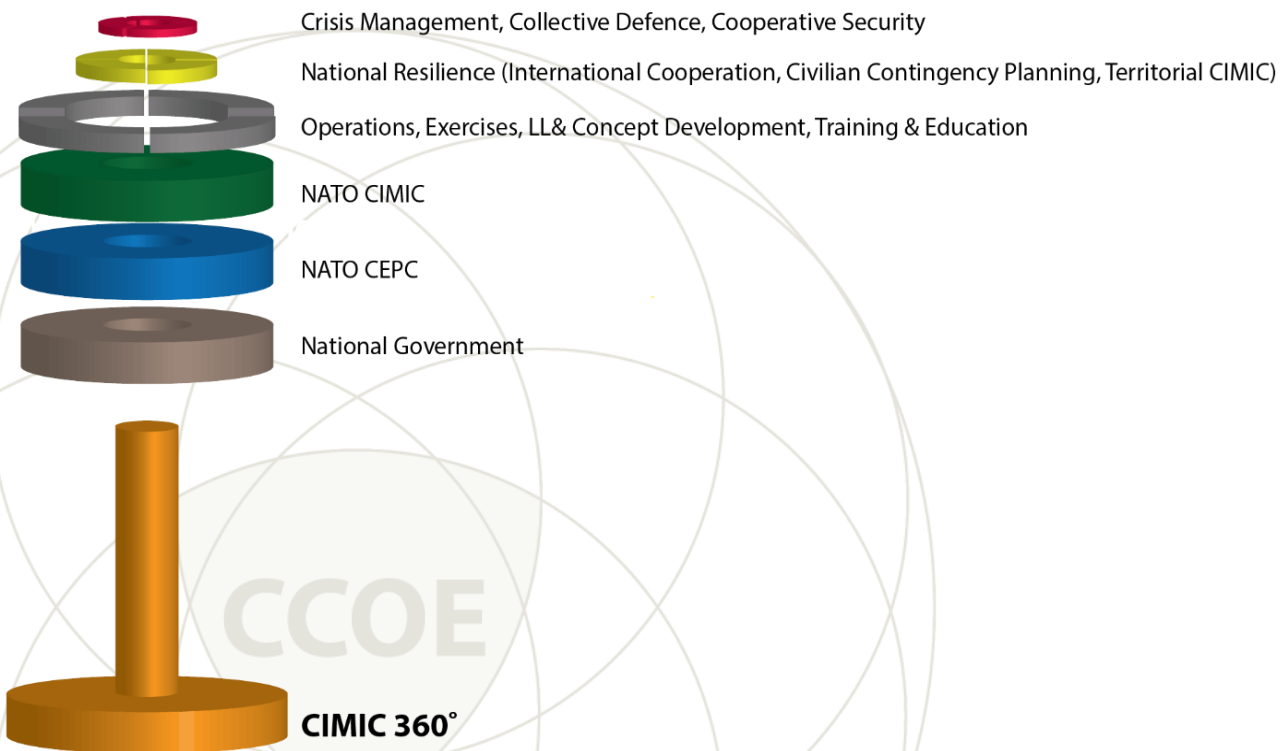 Crisis Management, Collective Defence, Cooperative Security
National Resilience (International Cooperation, Civilian Contingency Planning, Territorial CIMIC)
Operations, Exercises, LL& Concept Development, Training & Education
NATO CIMIC
NATO CEPC
National Government
CCOE
CIMIC 360°